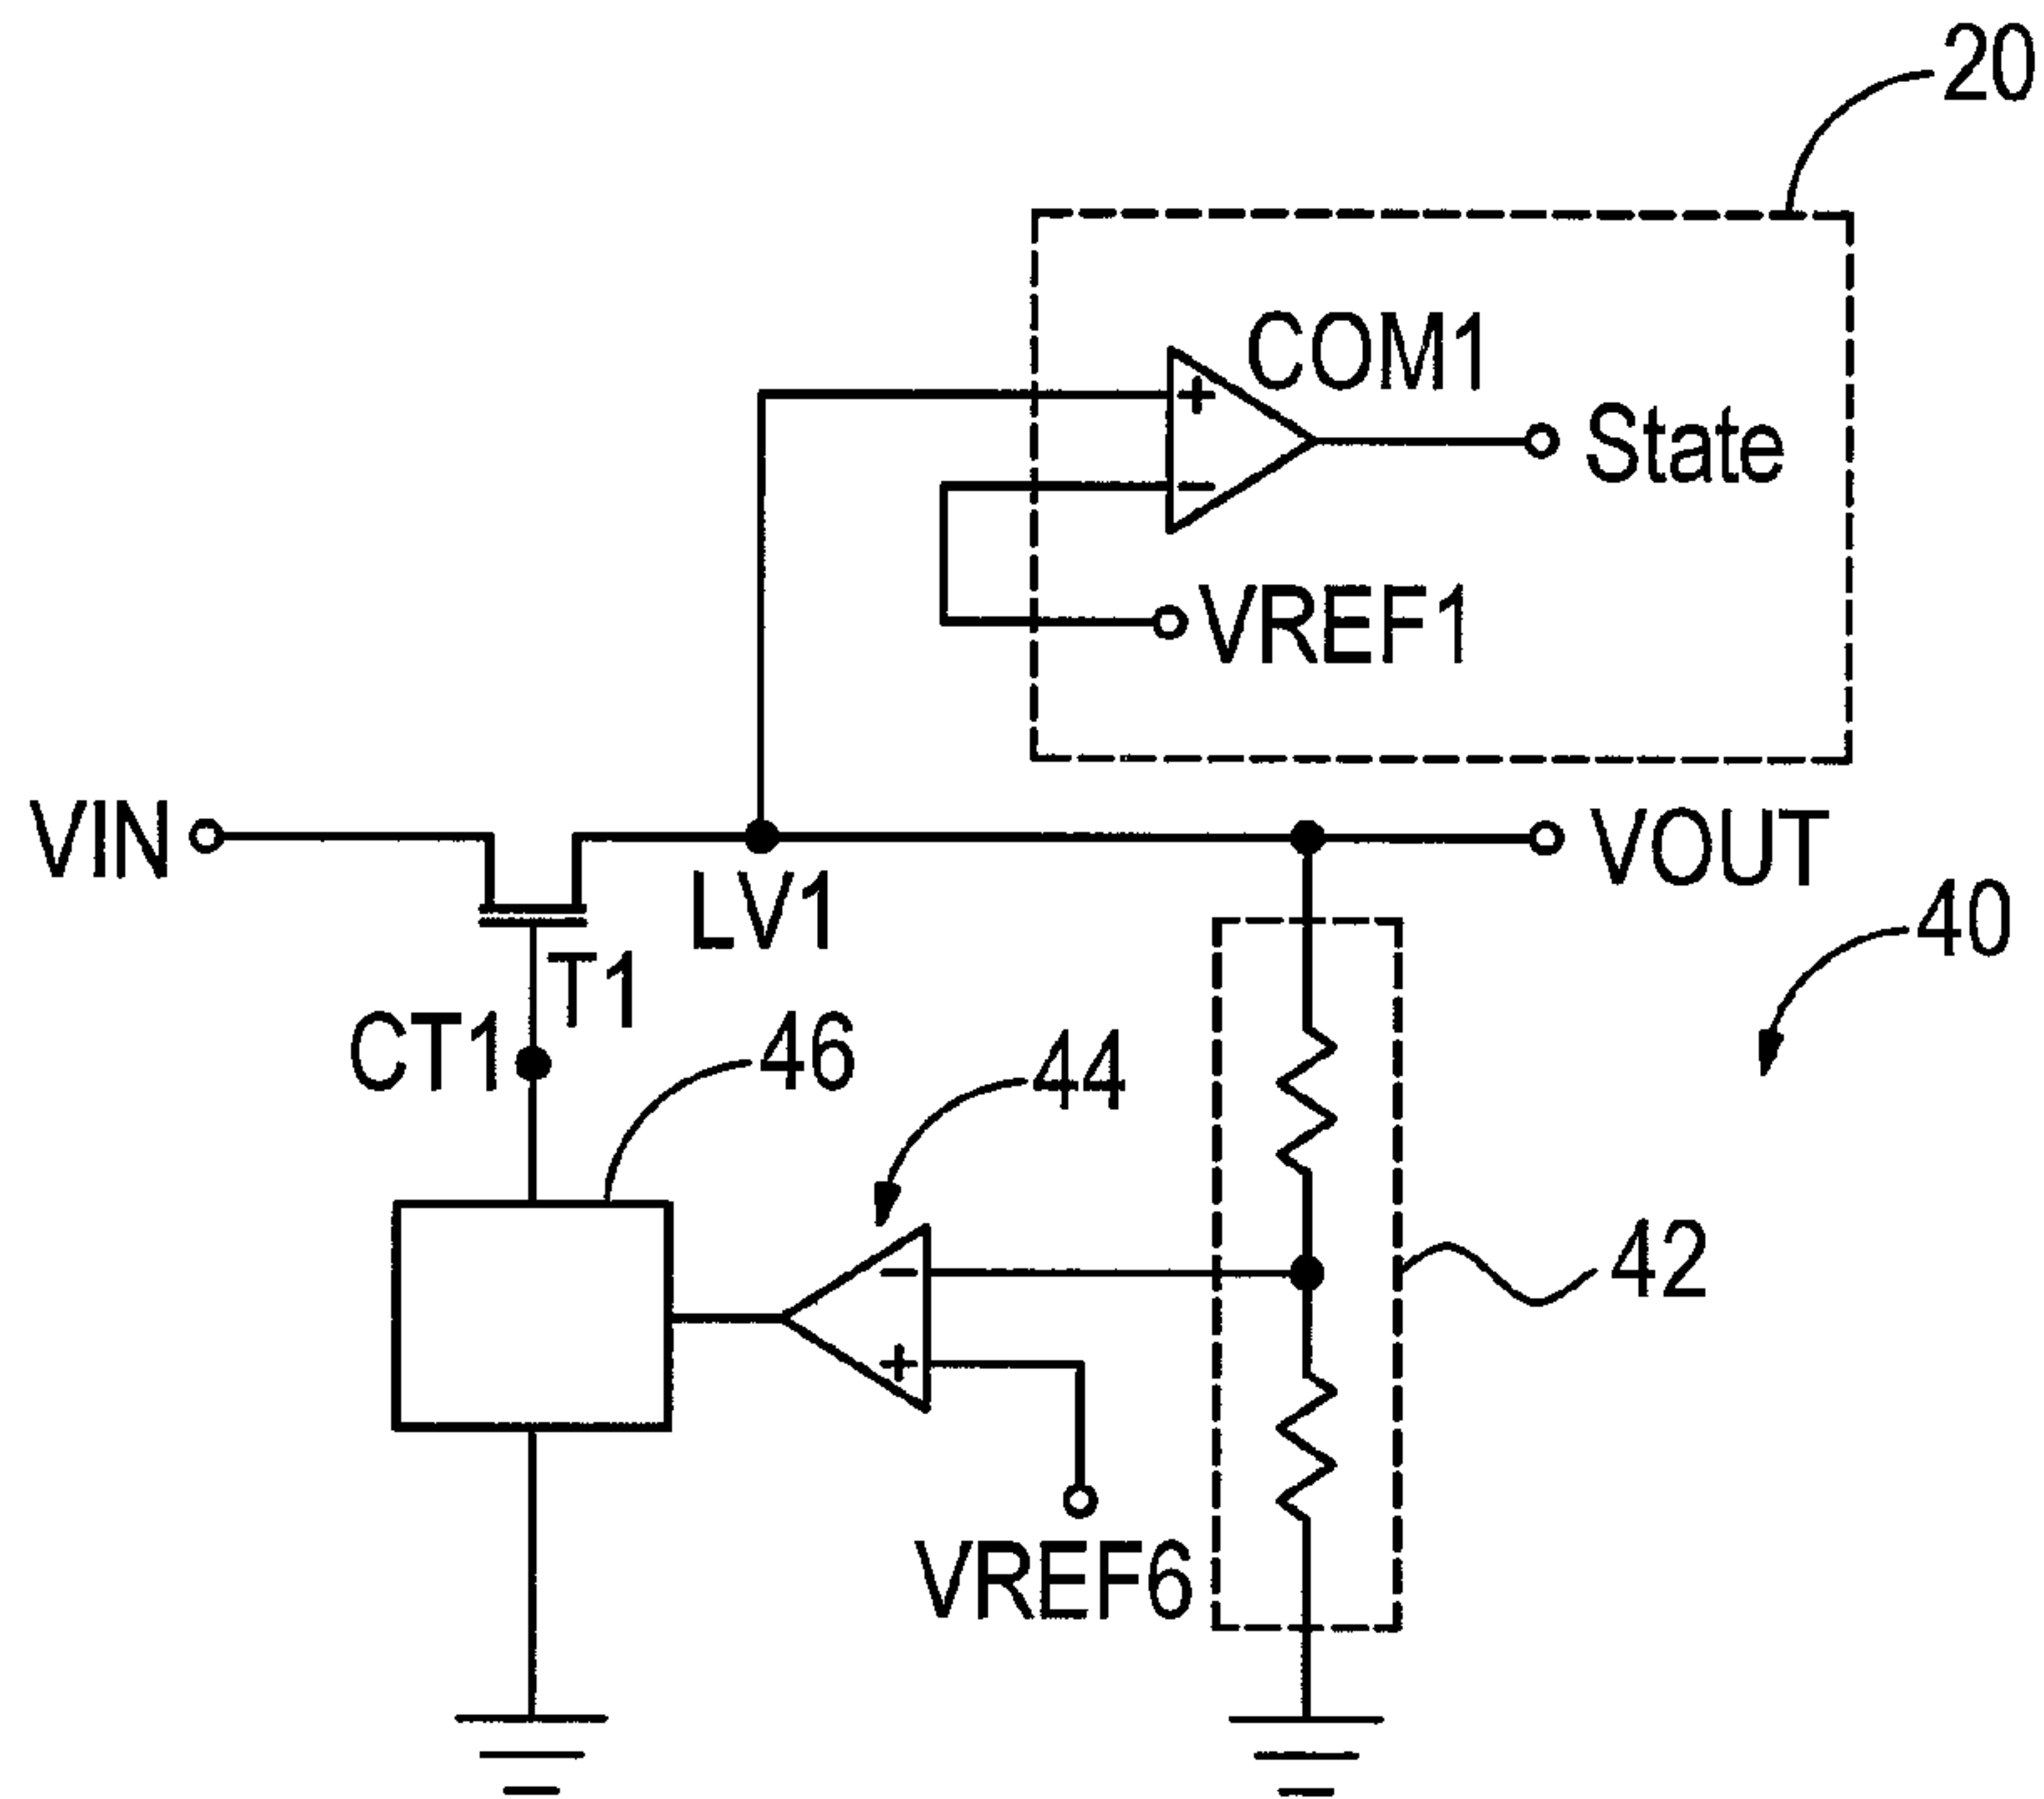 20
COM1
+
State
−
VREF1
VIN
VOUT
LV1
40
T1
CT1
46
44
−
42
+
VREF6